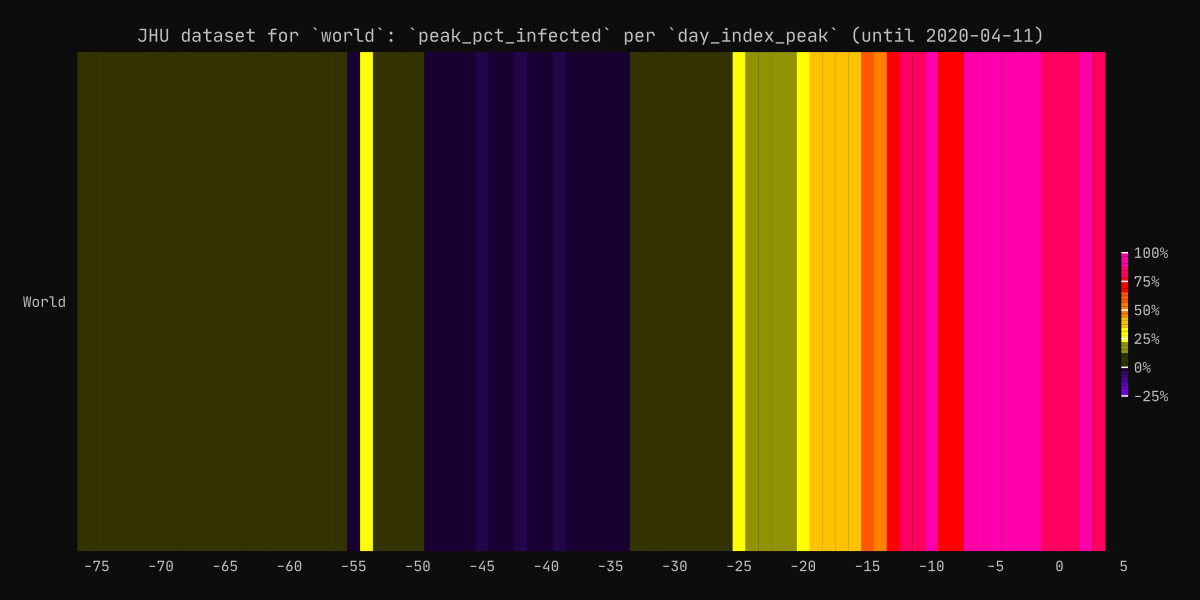 JHU dataset for `world`: `peak_pct_infected` per `day_index_peak` (until 2020-04-11)
World
100%
75%
50%
25%
0%
-25%
-75 -70 -65 -60 -55 -50 -45 -40 -35 -30 -25 -20 -15 -10 -5 0 5